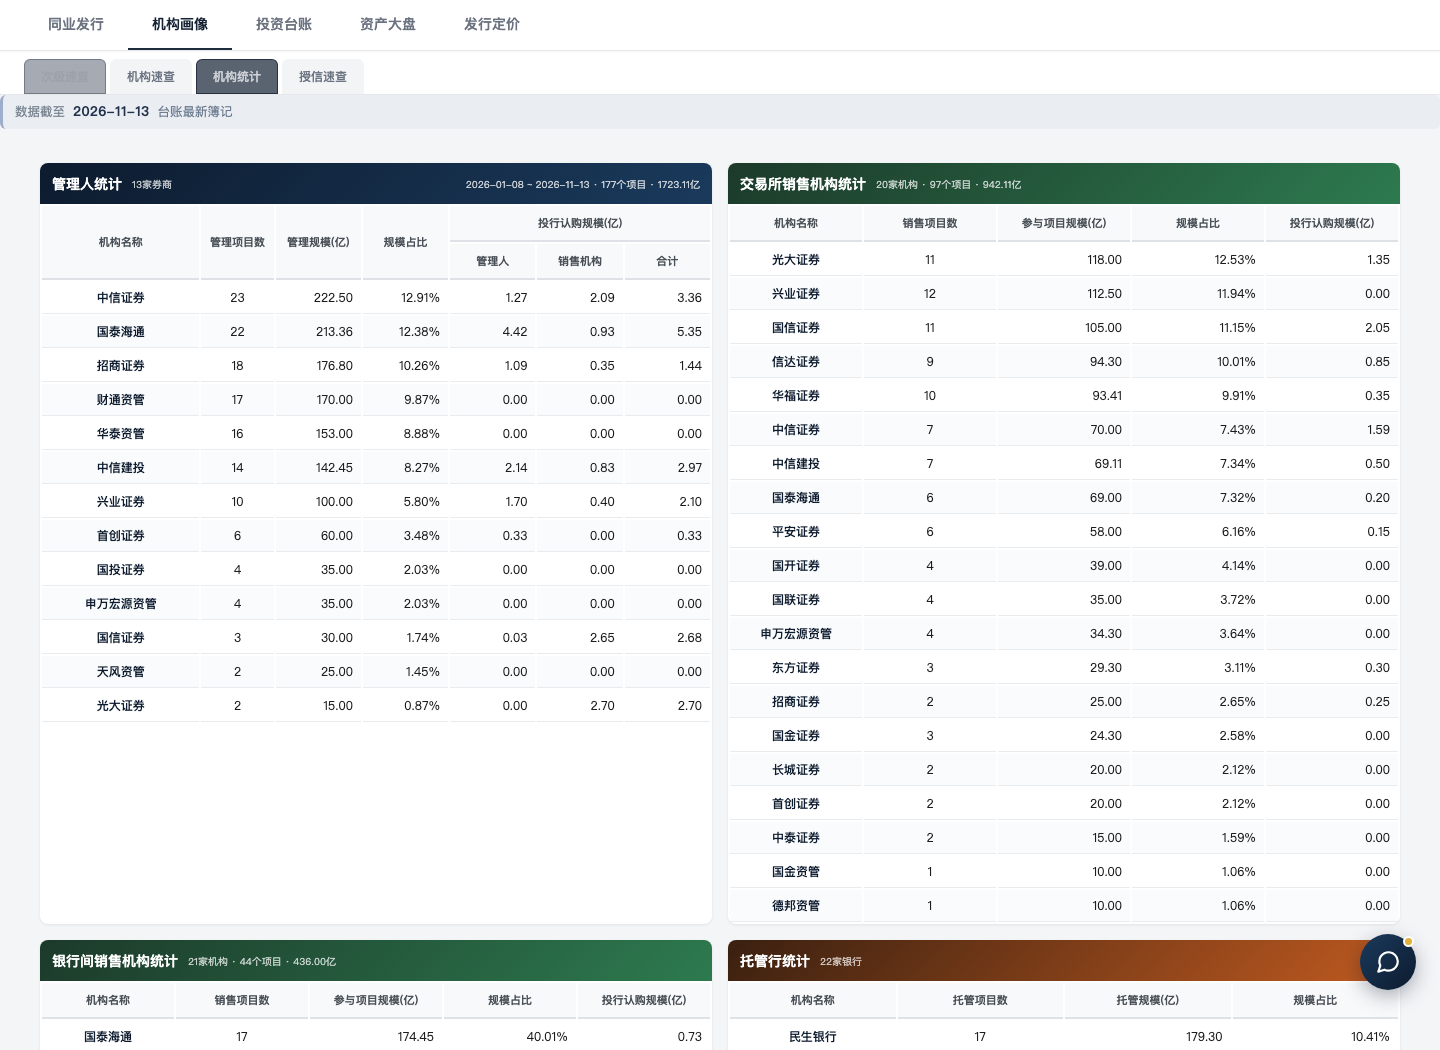 同业发行 机构画像 投资台账 资产大盘 发行定价
次级速查 机构速查 机构统计 授信速查
数据截至 2026-11-13 台账最新簿记
管理人统计 13家券商 2026-01-08 ~ 2026-11-13 · 177个项目 · 1723.11亿
机构名称 管理项目数 管理规模(亿) 规模占比 投行认购规模(亿)
管理人 销售机构 合计
中信证券 23 222.50 12.91% 1.27 2.09 3.36
国泰海通 22 213.36 12.38% 4.42 0.93 5.35
招商证券 18 176.80 10.26% 1.09 0.35 1.44
财通资管 17 170.00 9.87% 0.00 0.00 0.00
华泰资管 16 153.00 8.88% 0.00 0.00 0.00
中信建投 14 142.45 8.27% 2.14 0.83 2.97
兴业证券 10 100.00 5.80% 1.70 0.40 2.10
首创证券 6 60.00 3.48% 0.33 0.00 0.33
国投证券 4 35.00 2.03% 0.00 0.00 0.00
申万宏源资管 4 35.00 2.03% 0.00 0.00 0.00
国信证券 3 30.00 1.74% 0.03 2.65 2.68
天风资管 2 25.00 1.45% 0.00 0.00 0.00
光大证券 2 15.00 0.87% 0.00 2.70 2.70
交易所销售机构统计 20家机构 · 97个项目 · 942.11亿
机构名称 销售项目数 参与项目规模(亿) 规模占比 投行认购规模(亿)
光大证券 11 118.00 12.53% 1.35
兴业证券 12 112.50 11.94% 0.00
国信证券 11 105.00 11.15% 2.05
信达证券 9 94.30 10.01% 0.85
华福证券 10 93.41 9.91% 0.35
中信证券 7 70.00 7.43% 1.59
中信建投 7 69.11 7.34% 0.50
国泰海通 6 69.00 7.32% 0.20
平安证券 6 58.00 6.16% 0.15
国开证券 4 39.00 4.14% 0.00
国联证券 4 35.00 3.72% 0.00
申万宏源资管 4 34.30 3.64% 0.00
东方证券 3 29.30 3.11% 0.30
招商证券 2 25.00 2.65% 0.25
国金证券 3 24.30 2.58% 0.00
长城证券 2 20.00 2.12% 0.00
首创证券 2 20.00 2.12% 0.00
中泰证券 2 15.00 1.59% 0.00
国金资管 1 10.00 1.06% 0.00
德邦资管 1 10.00 1.06% 0.00
银行间销售机构统计 21家机构 · 44个项目 · 436.00亿
机构名称 销售项目数 参与项目规模(亿) 规模占比 投行认购规模(亿)
国泰海通 17 174.45 40.01% 0.73
托管行统计 22家银行
机构名称 托管项目数 托管规模(亿) 规模占比
民生银行 17 179.30 10.41%